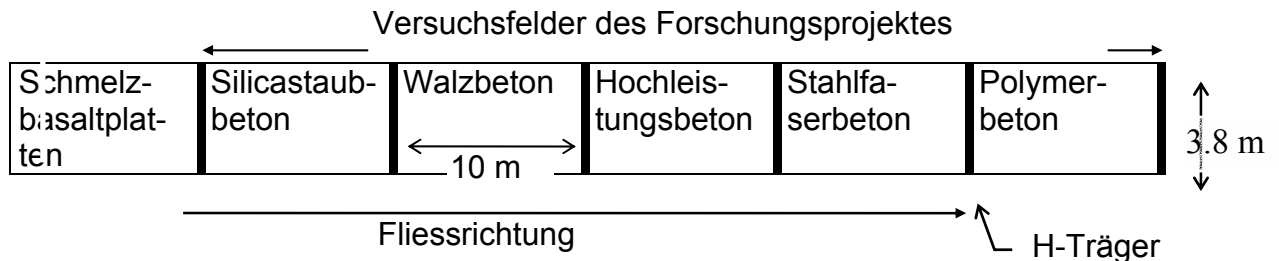 Versuchsfelder des Forschungsprojektes
Schmelz-
basaltplat-
ten
Silicastaub-
beton
Walzbeton
10 m
Hochleis-
tungsbeton
Stahlfa-
serbeton
Polymer-
beton
3.8 m
Fliessrichtung
H-Träger